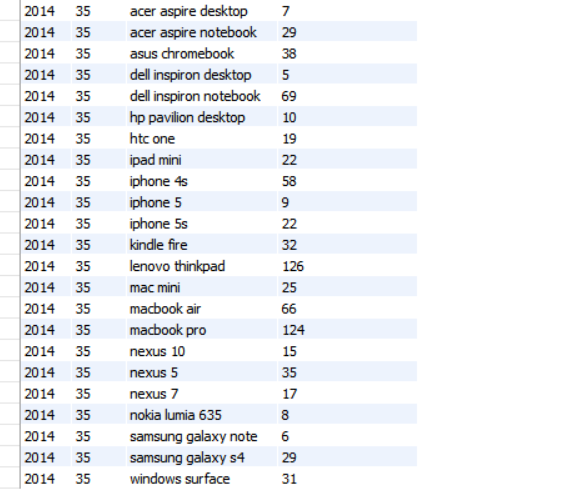 2014 35 acer aspire desktop 7
2014 35 acer aspire notebook 29
2014 35 asus chromebook 38
2014 35 dell inspiron desktop 5
2014 35 dell inspiron notebook 69
2014 35 hp pavilion desktop 10
2014 35 htc one 19
2014 35 ipad mini 22
2014 35 iphone 4s 58
2014 35 iphone 5 9
2014 35 iphone 5s 22
2014 35 kindle fire 32
2014 35 lenovo thinkpad 126
2014 35 mac mini 25
2014 35 macbook air 66
2014 35 macbook pro 124
2014 35 nexus 10 15
2014 35 nexus 5 35
2014 35 nexus 7 17
2014 35 nokia lumia 635 8
2014 35 samsung galaxy note 6
2014 35 samsung galaxy s4 29
2014 35 windows surface 31